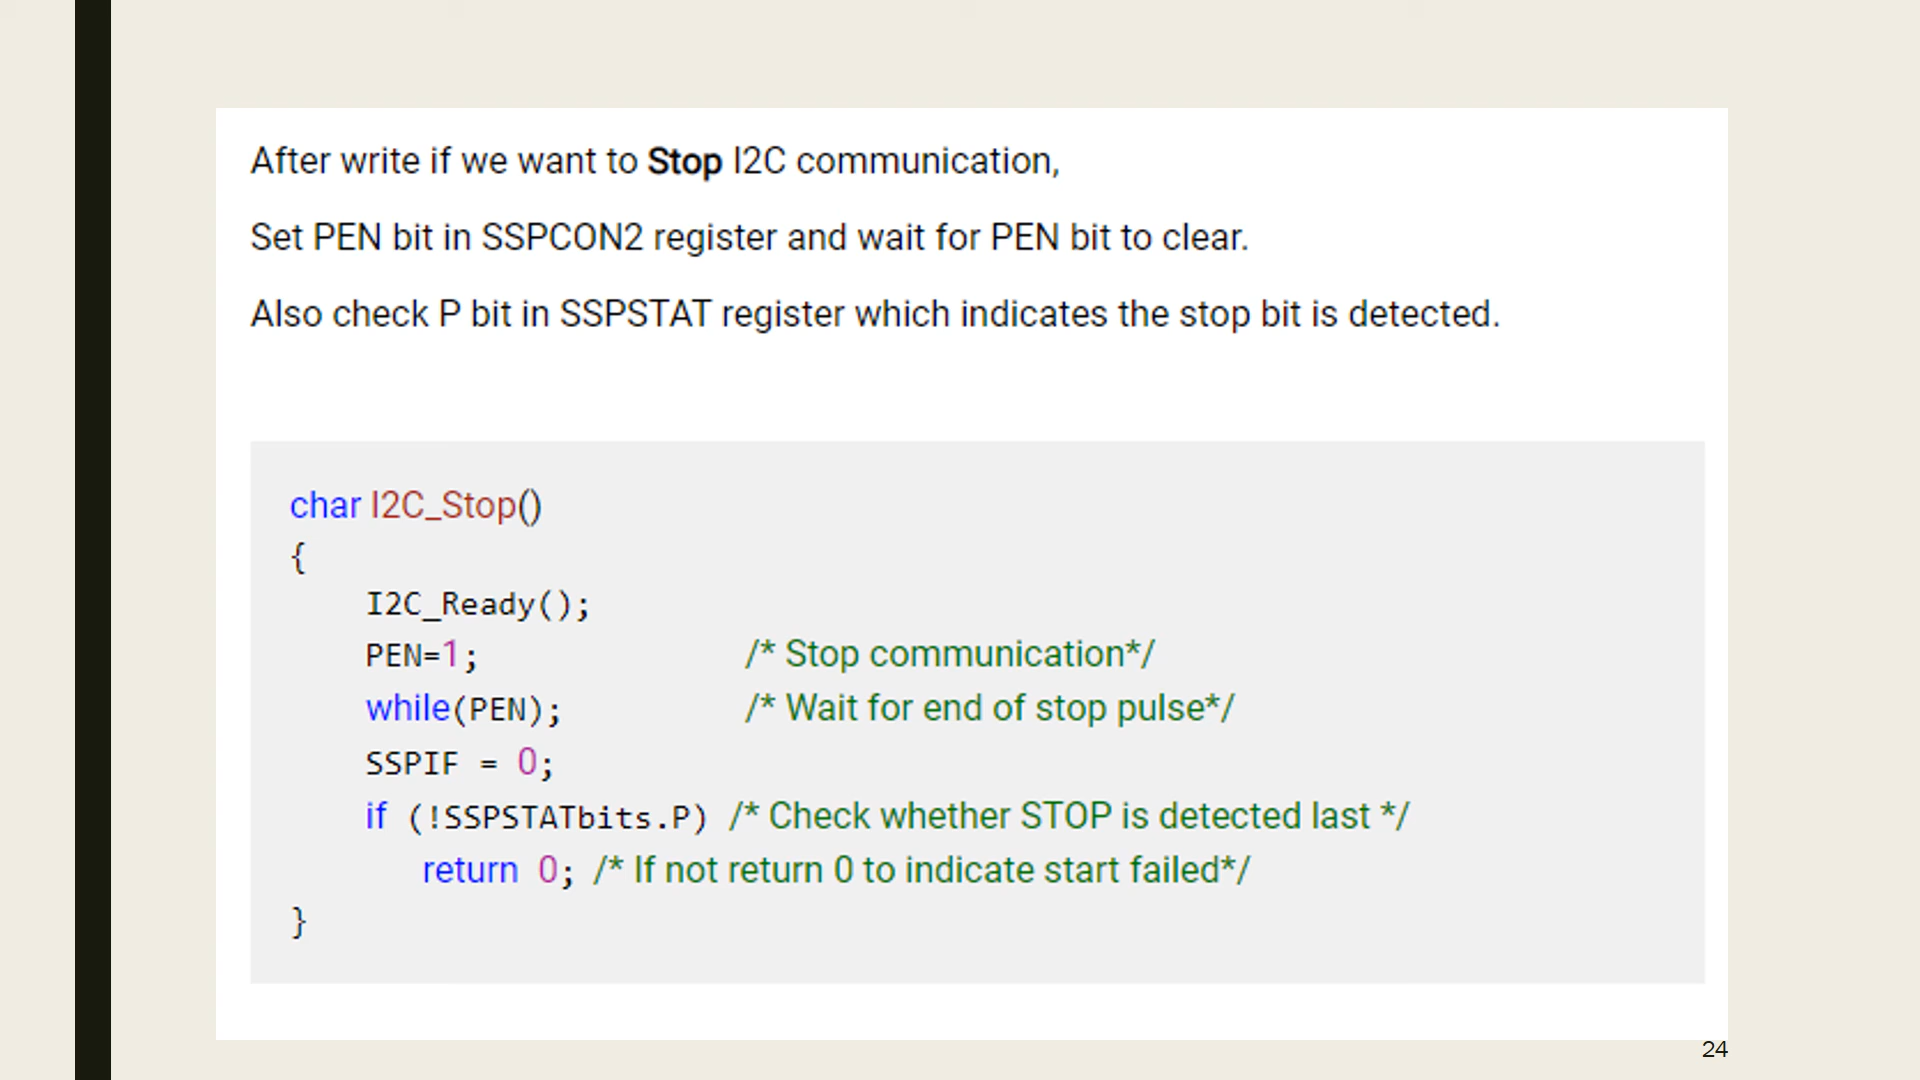 After write if we want to Stop I2C communication,
Set PEN bit in SSPCON2 register and wait for PEN bit to clear.
Also check P bit in SSPSTAT register which indicates the stop bit is detected.
char I2C_Stop()
{
I2C_Ready();
PEN=1; /* Stop communication*/
while(PEN); /* Wait for end of stop pulse*/
SSPIF = 0;
if (!SSPSTATbits.P) /* Check whether STOP is detected last */
return 0; /* If not return 0 to indicate start failed*/
}
24